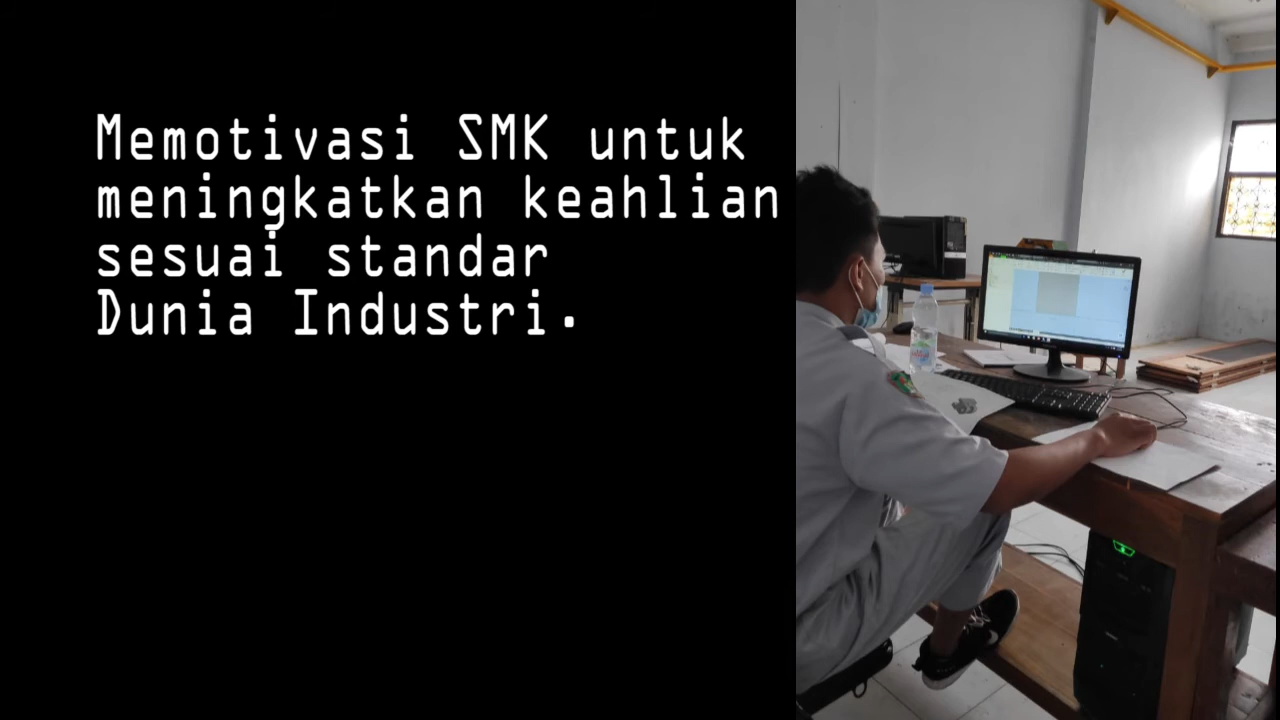 Memotivasi SMK untuk
meningkatkan keahlian
sesuai standar
Dunia Industri.